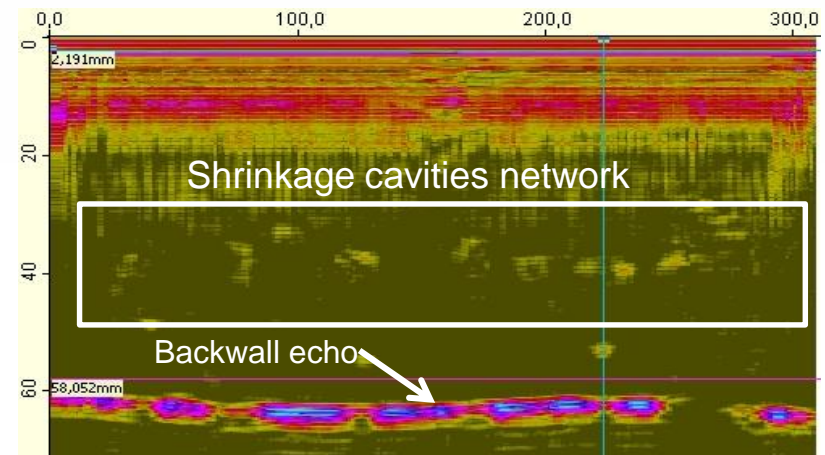 0,0 100,0 200,0 300,0
0
2,191mm
20
Shrinkage cavities network
40
Backwall echo
58,052mm
60